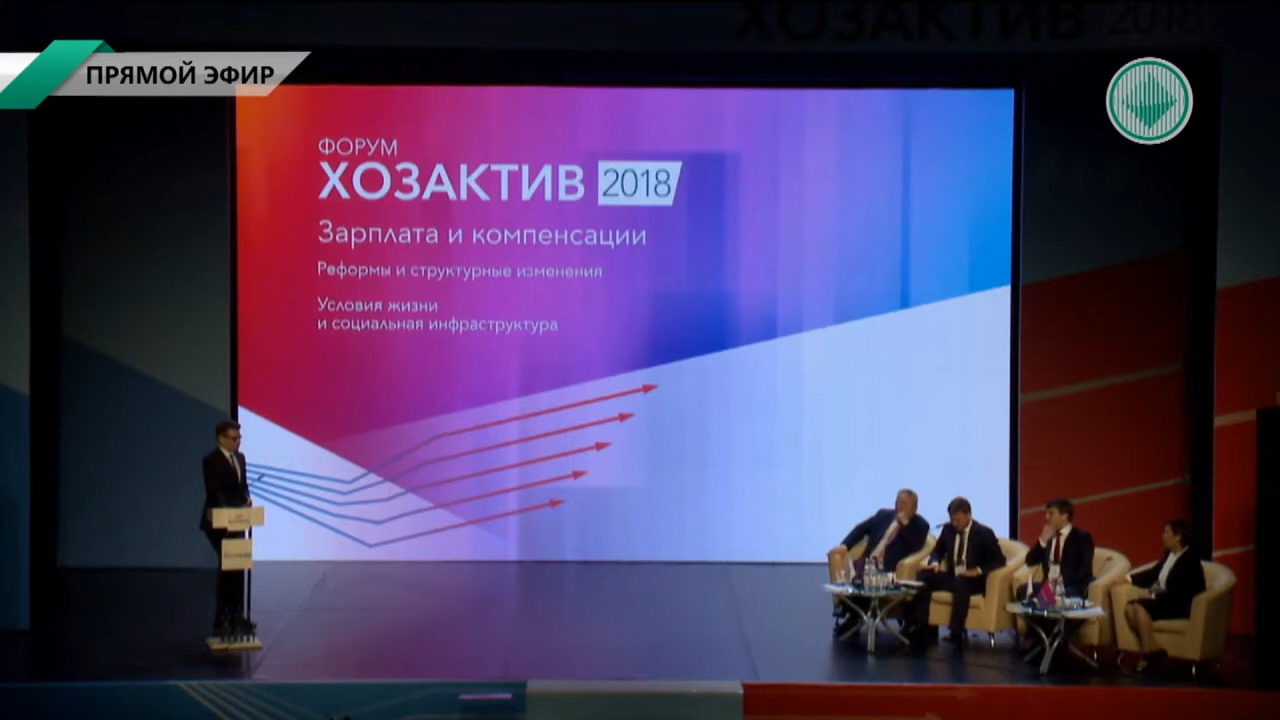 ХОЗАКТИВ 2018
ПРЯМОЙ ЭФИР
ФОРУМ
ХОЗАКТИВ 2018
Зарплата и компенсации
Реформы и структурные изменения
Условия жизни
и социальная инфраструктура